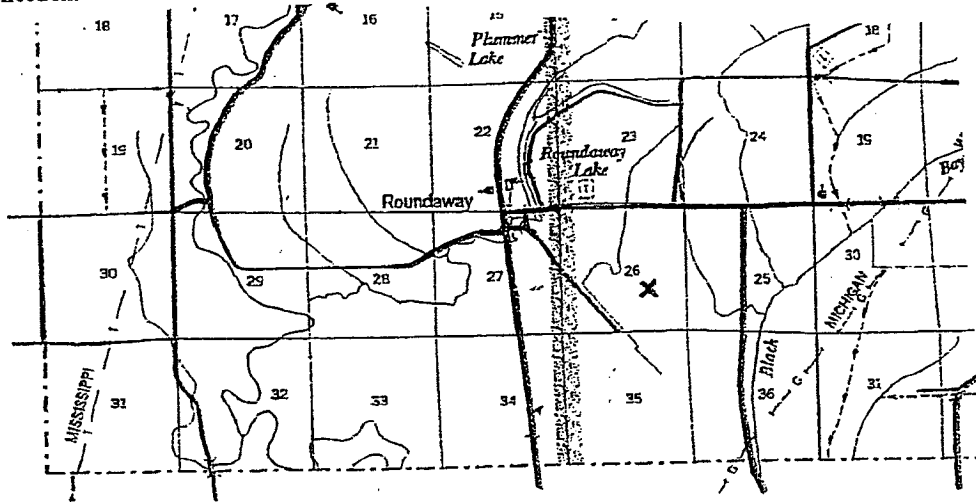 18
17
16
15
18
Plummer
Lake
19
20
21
22
23
24
19
Roundaway
Lake
Roundaway
Bay
30
29
28
27
26
X
25
30
MICHIGAN
G
G
G
MISSISSIPPI
T
T
T
31
32
33
34
35
Black
36
31
G
G